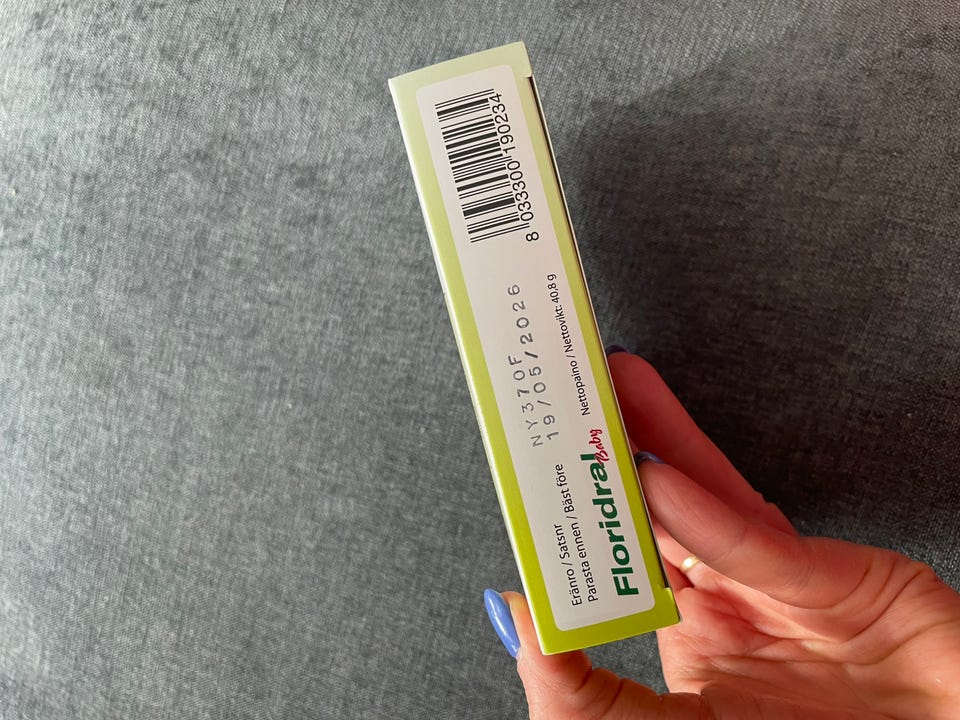 Eränro / Satsnr NY370F
Parasta ennen / Bäst före 19/05/2026
Floridral Baby Nettopaino / Nettovikt: 40,8 g
8 033300 190234